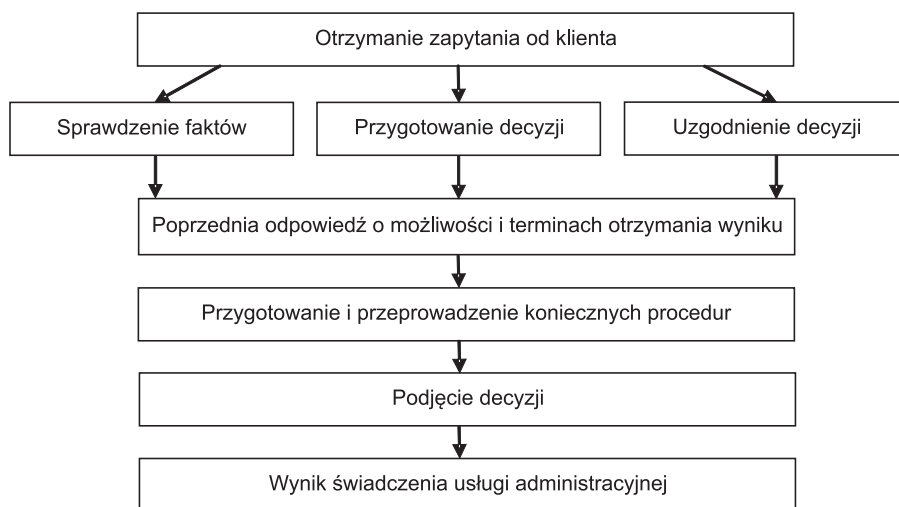 Otrzymanie zapytania od klienta
Sprawdzenie faktów
Przygotowanie decyzji
Uzgodnienie decyzji
Poprzednia odpowiedź o możliwości i terminach otrzymania wyniku
Przygotowanie i przeprowadzenie koniecznych procedur
Podjęcie decyzji
Wynik świadczenia usługi administracyjnej